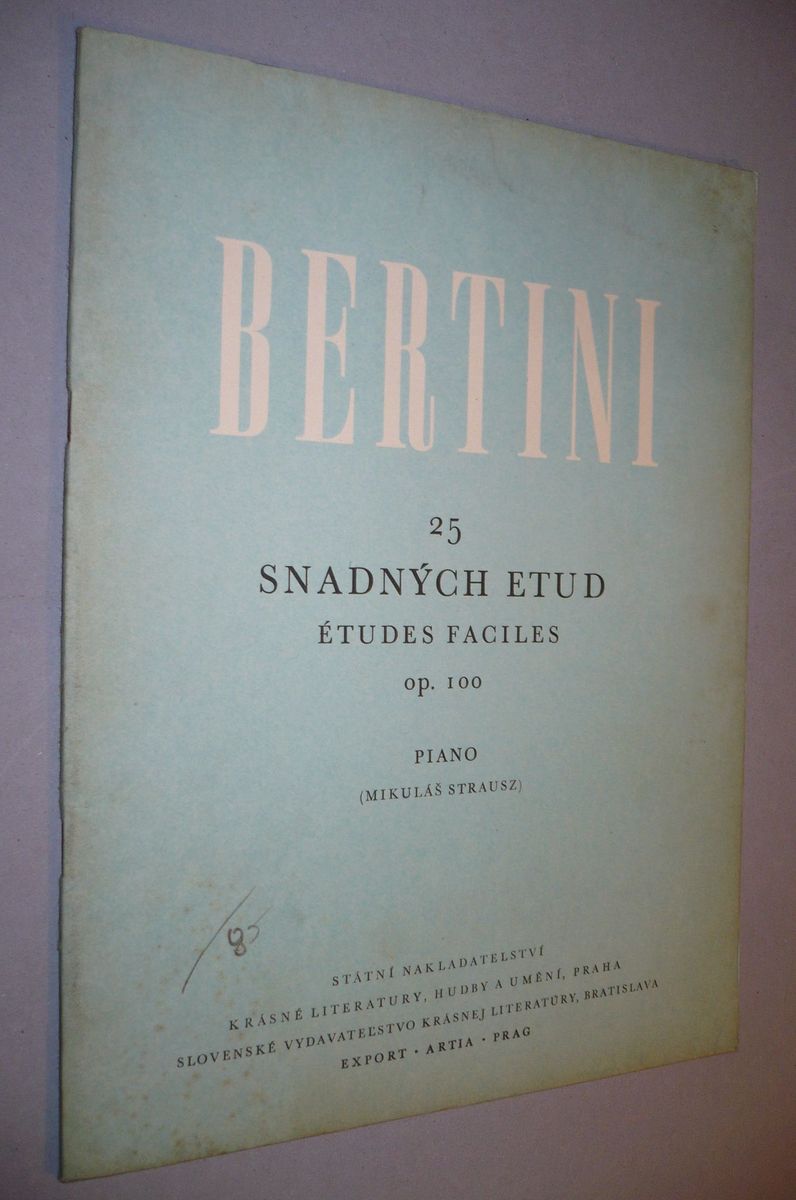 BERTINI
25
SNADNÝCH ETUD
ÉTUDES FACILES
op. 100
PIANO
(MIKULÁŠ STRAUSZ)
STÁTNÍ NAKLADATELSTVÍ
KRÁSNÉ LITERATURY, HUDBY A UMĚNÍ, PRAHA
SLOVENSKÉ VYDAVATEĽSTVO KRÁSNEJ LITERATÚRY, BRATISLAVA
EXPORT · ARTIA · PRAG